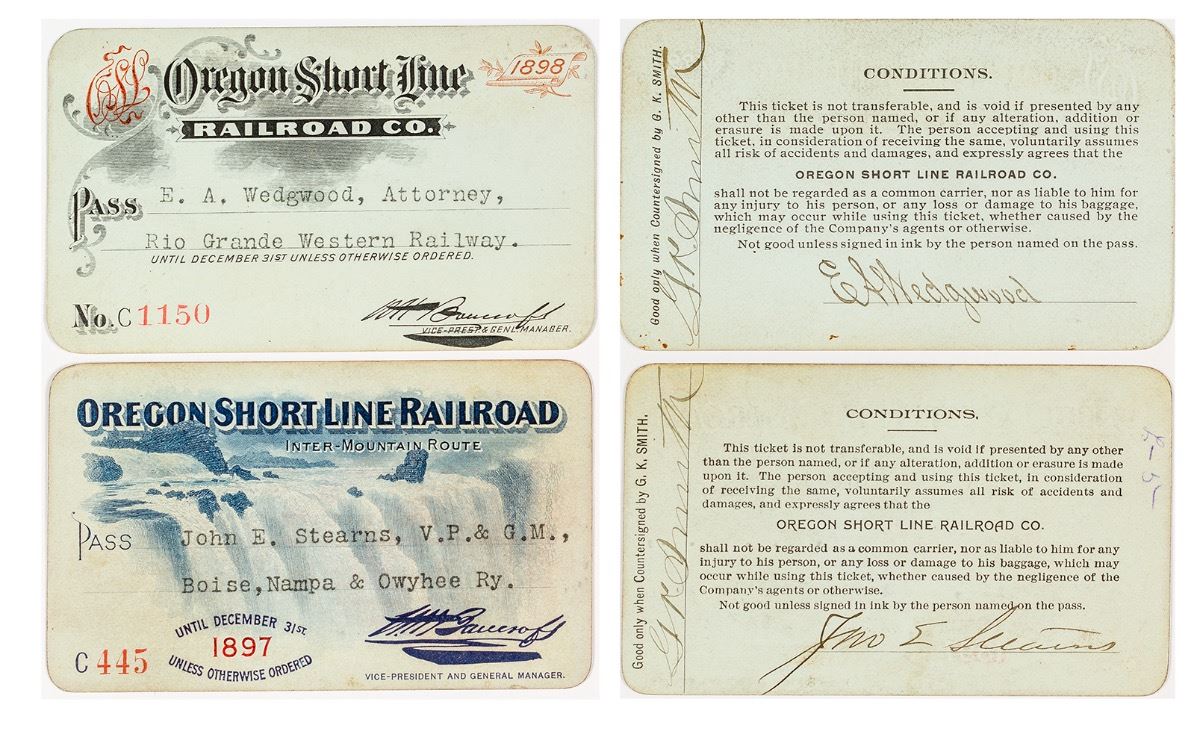 OSL
Oregon Short Line
1898
RAILROAD CO.
PASS E. A. Wedgwood, Attorney,
Rio Grande Western Railway.
UNTIL DECEMBER 31ST UNLESS OTHERWISE ORDERED.
No. C 1150
W H Bancroft
VICE-PREST. & GENL. MANAGER.
Good only when Countersigned by G. K. SMITH.
G K Smith
CONDITIONS.
This ticket is not transferable, and is void if presented by any
other than the person named, or if any alteration, addition or
erasure is made upon it. The person accepting and using this
ticket, in consideration of receiving the same, voluntarily assumes
all risk of accidents and damages, and expressly agrees that the
OREGON SHORT LINE RAILROAD CO.
shall not be regarded as a common carrier, nor as liable to him for
any injury to his person, or any loss or damage to his baggage,
which may occur while using this ticket, whether caused by the
negligence of the Company's agents or otherwise.
Not good unless signed in ink by the person named on the pass.
E A Wedgwood
OREGON SHORT LINE RAILROAD
INTER-MOUNTAIN ROUTE
PASS John E. Stearns, V.P.& G.M.,
Boise,Nampa & Owyhee Ry.
UNTIL DECEMBER 31ST.
1897
UNLESS OTHERWISE ORDERED
C 445
W H Bancroft
VICE-PRESIDENT AND GENERAL MANAGER.
Good only when Countersigned by G. K. SMITH.
G K Smith
CONDITIONS.
This ticket is not transferable, and is void if presented by any other
than the person named, or if any alteration, addition or erasure is made
upon it. The person accepting and using this ticket, in consideration
of receiving the same, voluntarily assumes all risk of accidents and
damages, and expressly agrees that the
OREGON SHORT LINE RAILROAD CO.
shall not be regarded as a common carrier, nor as liable to him for any
injury to his person, or any loss or damage to his baggage, which may
occur while using this ticket, whether caused by the negligence of the
Company's agents or otherwise.
Not good unless signed in ink by the person named on the pass.
Jno E Stearns